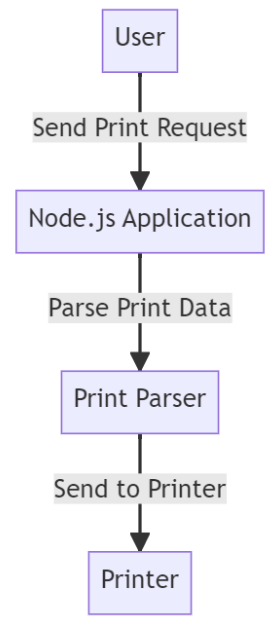 User
Send Print Request
Node.js Application
Parse Print Data
Print Parser
Send to Printer
Printer